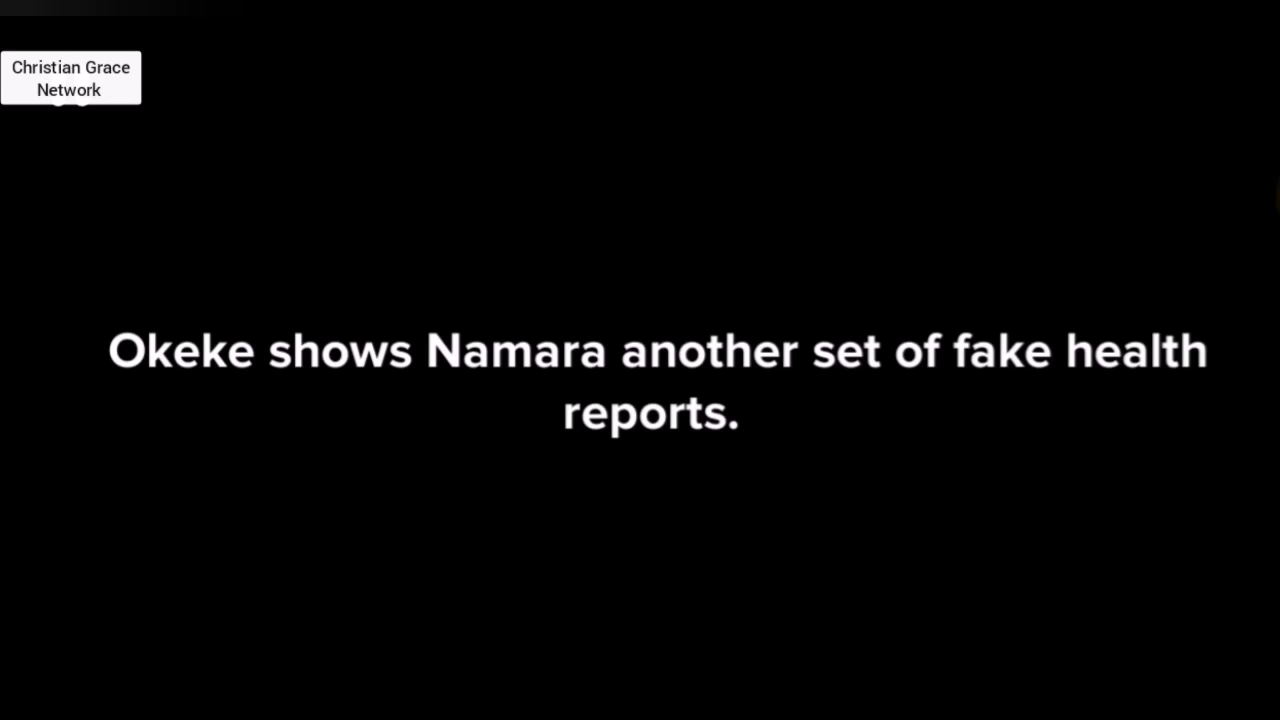 Christian Grace
Network
Okeke shows Namara another set of fake health
reports.